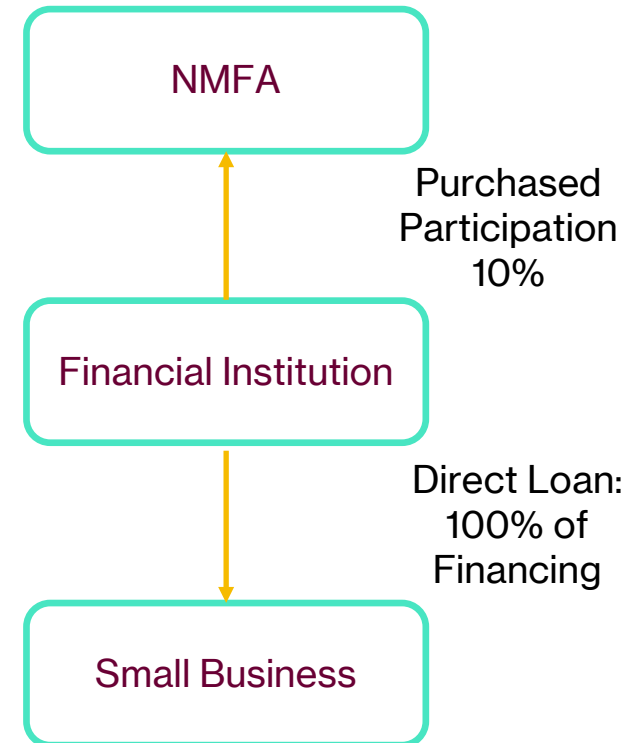 NMFA
Purchased
Participation
10%
Financial Institution
Direct Loan:
100% of
Financing
Small Business